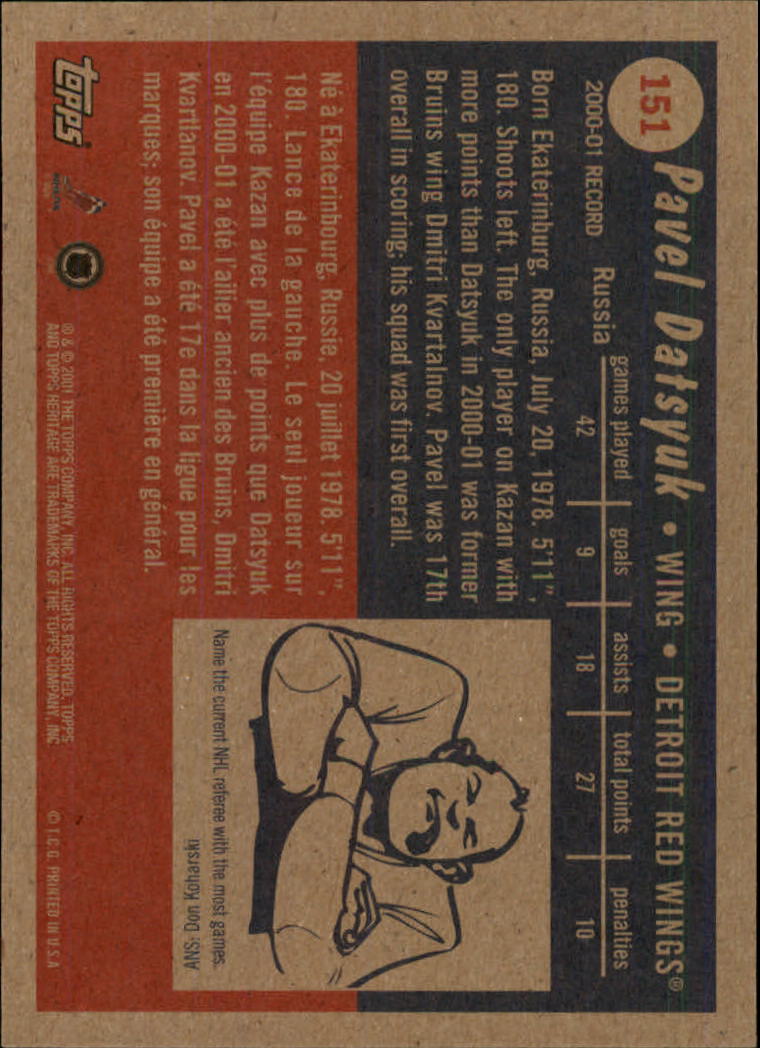 151
Pavel Datsyuk • WING • DETROIT RED WINGS®
2000-01 RECORD games played goals assists total points penalties
Russia 42 9 18 27 10
Born Ekaterinburg, Russia, July 20, 1978. 5'11",
180. Shoots left. The only player on Kazan with
more points than Datsyuk in 2000-01 was former
Bruins wing Dmitri Kvartalnov. Pavel was 17th
overall in scoring; his squad was first overall.
Né à Ekaterinbourg, Russie, 20 juillet 1978. 5'11",
180. Lance de la gauche. Le seul joueur sur
l'équipe Kazan avec plus de points que Datsyuk
en 2000-01 a été l'ailier ancien des Bruins, Dmitri
Kvartlanov. Pavel a été 17e dans la ligue pour les
marques; son équipe a été première en général.
Name the current NHL referee with the most games.
ANS: Don Koharski
topps
® & © 2001 THE TOPPS COMPANY, INC. ALL RIGHTS RESERVED. TOPPS
AND TOPPS HERITAGE ARE TRADEMARKS OF THE TOPPS COMPANY, INC.
© T.C.G. PRINTED IN U.S.A.